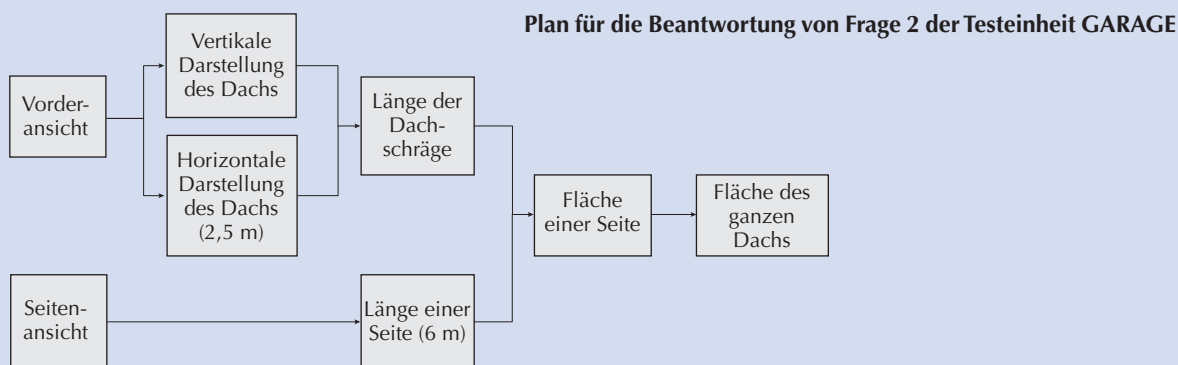 Plan für die Beantwortung von Frage 2 der Testeinheit GARAGE
Vorder-
ansicht
Vertikale
Darstellung
des Dachs
Horizontale
Darstellung
des Dachs
(2,5 m)
Länge der
Dach-
schräge
Seiten-
ansicht
Länge einer
Seite (6 m)
Fläche
einer Seite
Fläche des
ganzen
Dachs